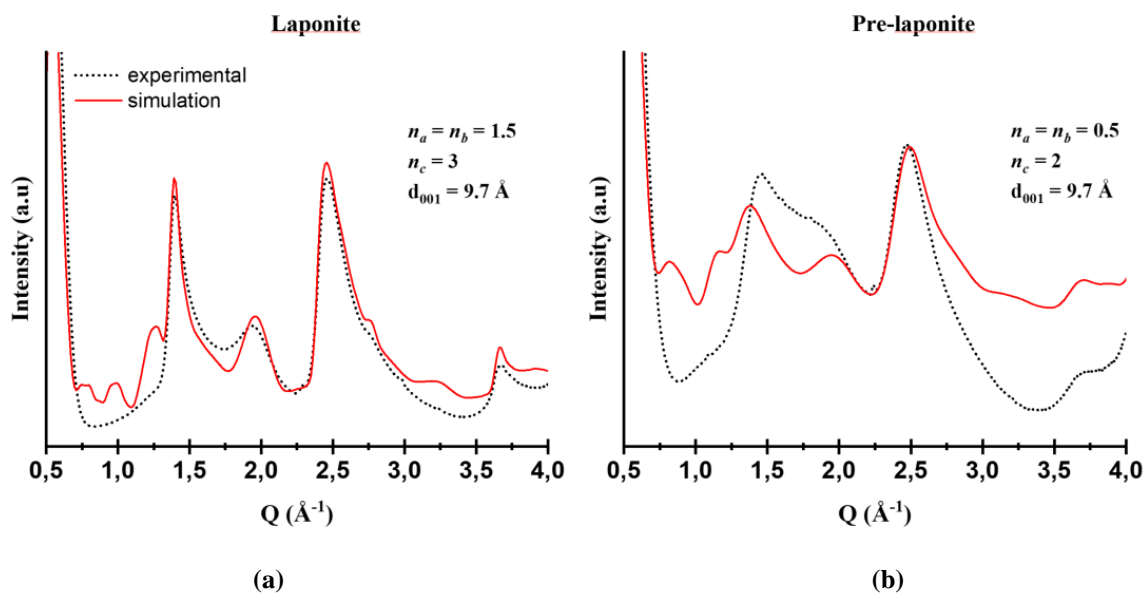 Laponite
experimental
simulation
n_a = n_b = 1.5
n_c = 3
d_001 = 9.7 Å
Intensity (a.u)
0,5 1,0 1,5 2,0 2,5 3,0 3,5 4,0
Q (Å⁻¹)
(a)
Pre-laponite
n_a = n_b = 0.5
n_c = 2
d_001 = 9.7 Å
Intensity (a.u)
0,5 1,0 1,5 2,0 2,5 3,0 3,5 4,0
Q (Å⁻¹)
(b)